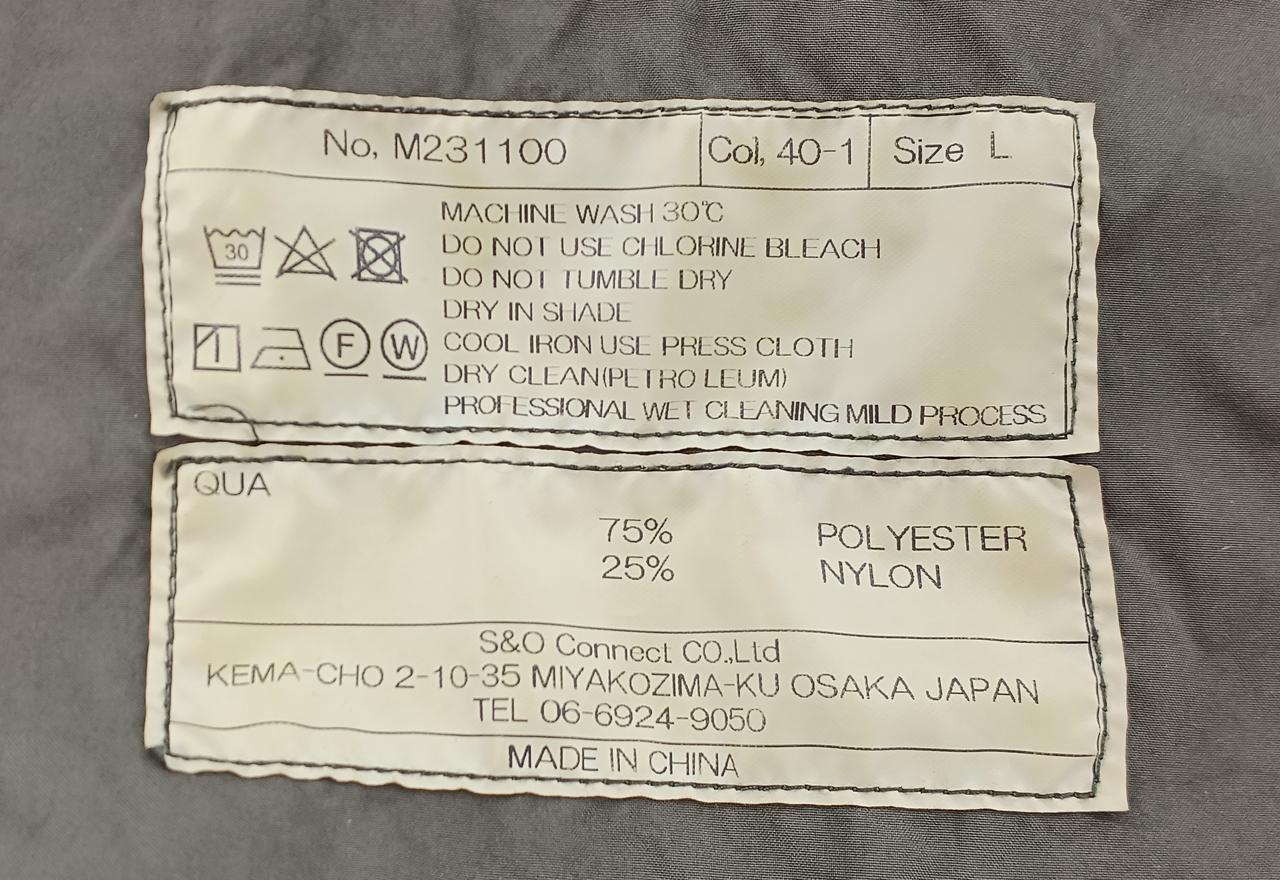 No, M231100 Col, 40-1 Size L
MACHINE WASH 30℃
30 DO NOT USE CHLORINE BLEACH
DO NOT TUMBLE DRY
DRY IN SHADE
F W COOL IRON USE PRESS CLOTH
DRY CLEAN(PETRO LEUM)
PROFESSIONAL WET CLEANING MILD PROCESS
QUA
75% POLYESTER
25% NYLON
S&O Connect CO.,Ltd
KEMA-CHO 2-10-35 MIYAKOZIMA-KU OSAKA JAPAN
TEL 06-6924-9050
MADE IN CHINA